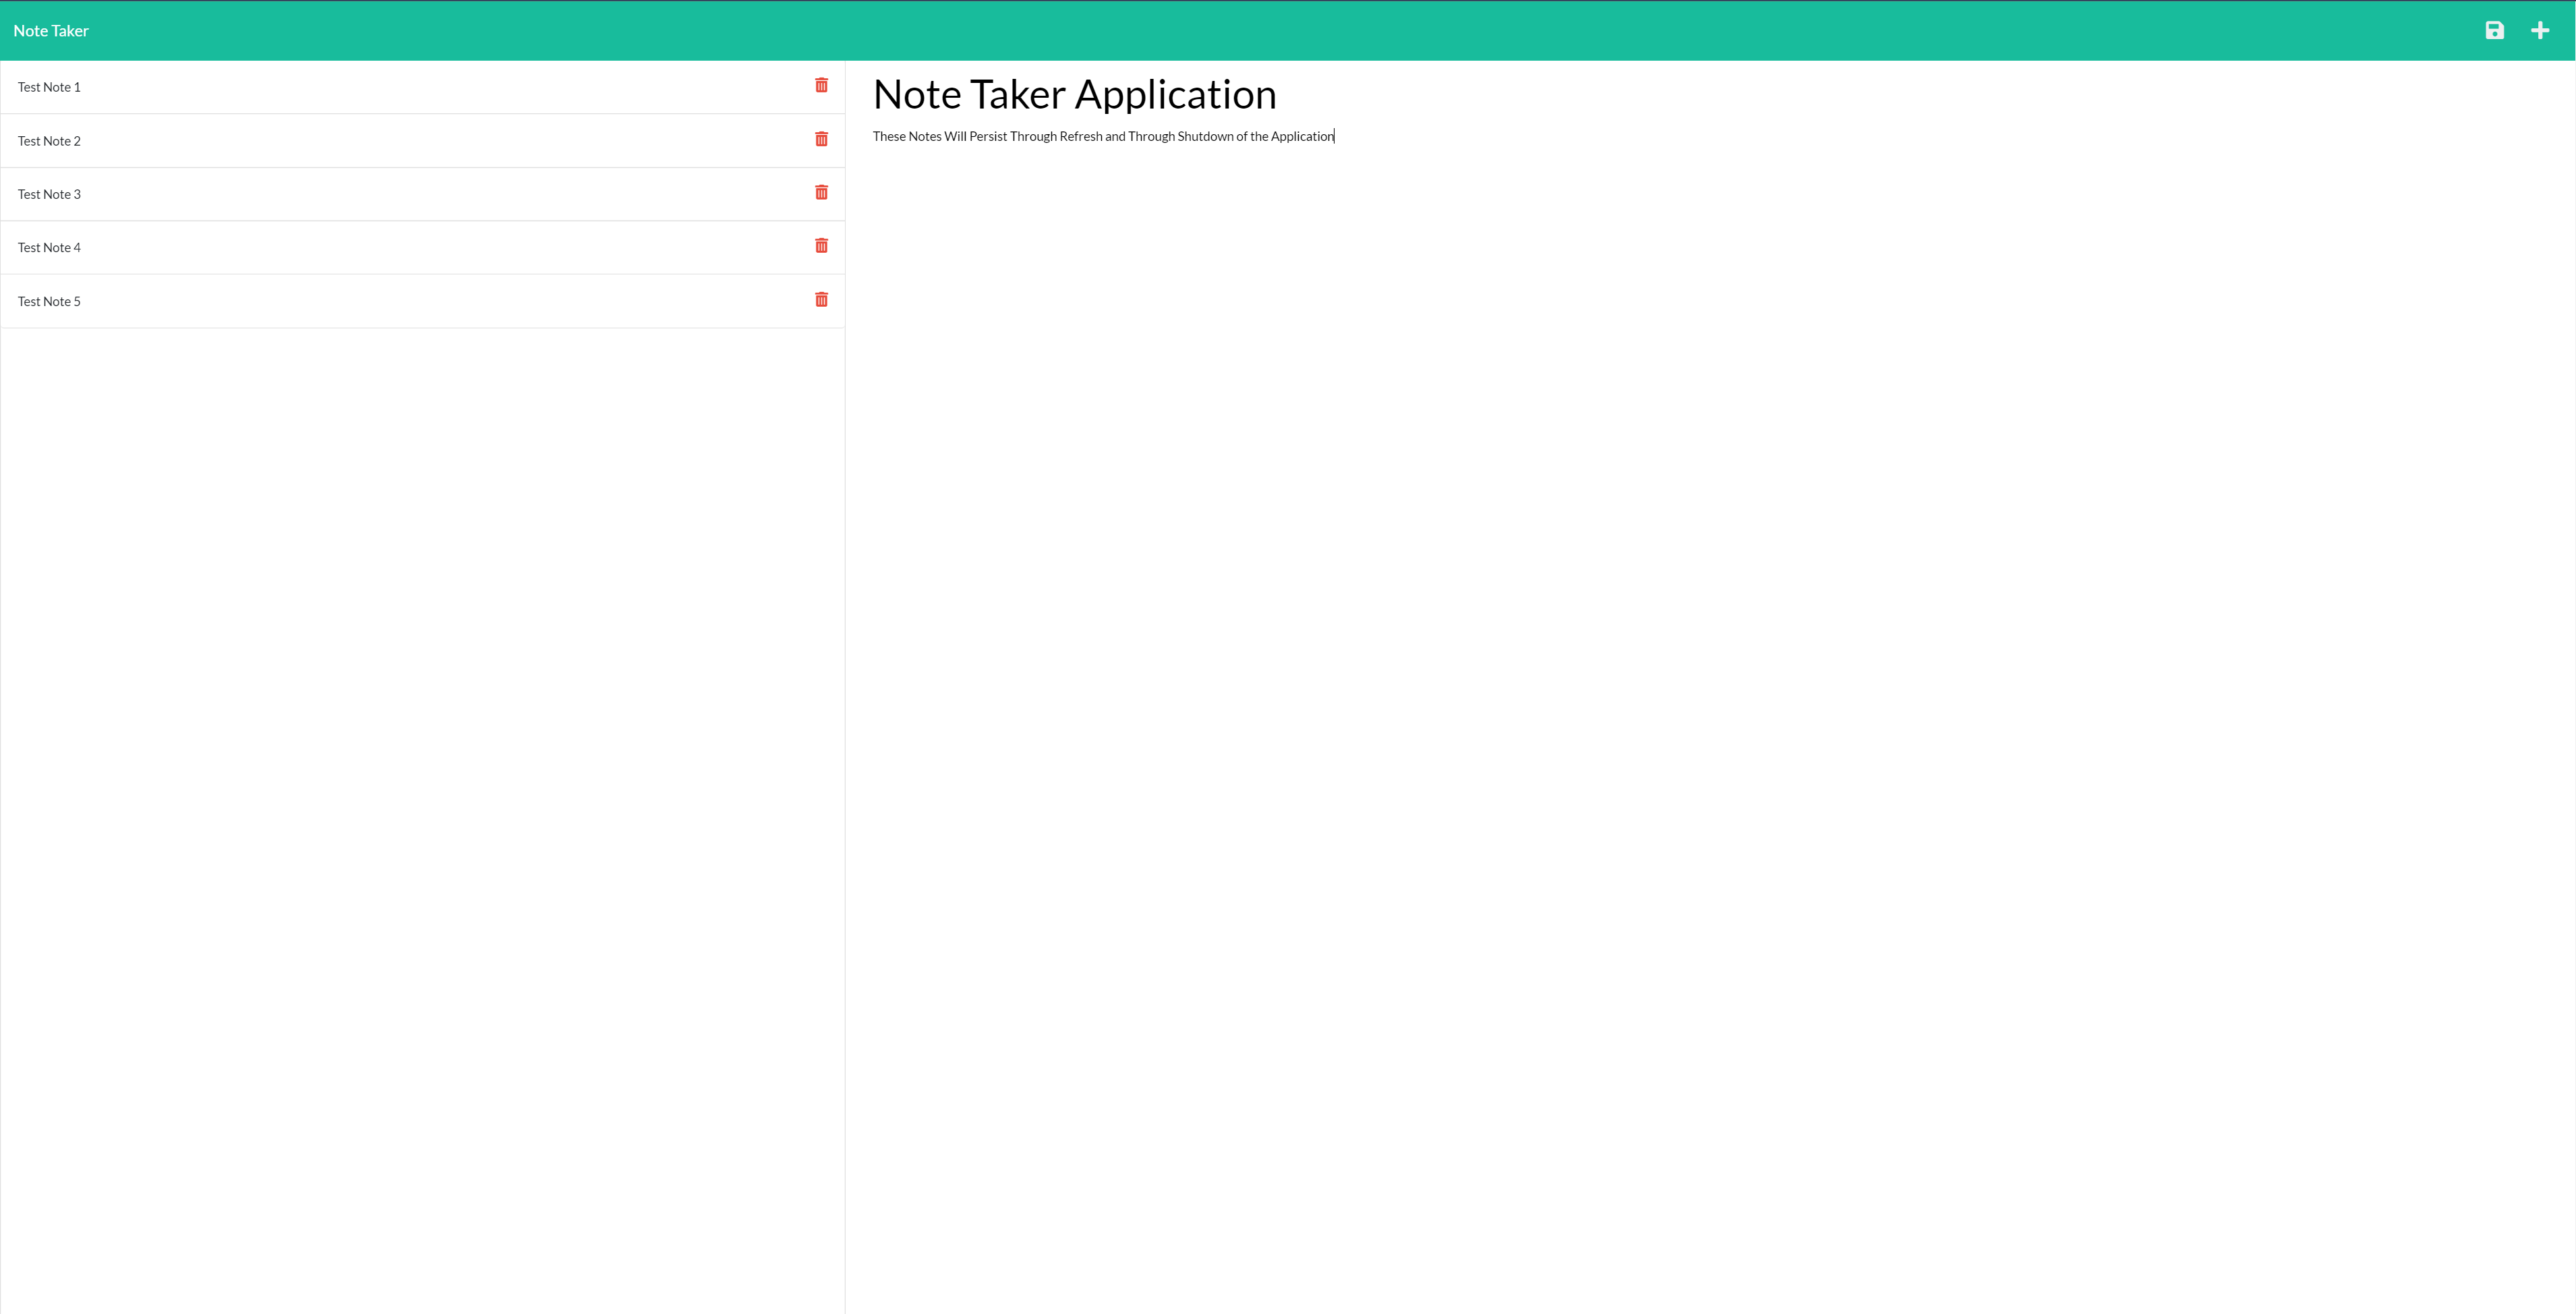 Note Taker
Test Note 1
Test Note 2
Test Note 3
Test Note 4
Test Note 5
Note Taker Application
These Notes Will Persist Through Refresh and Through Shutdown of the Application